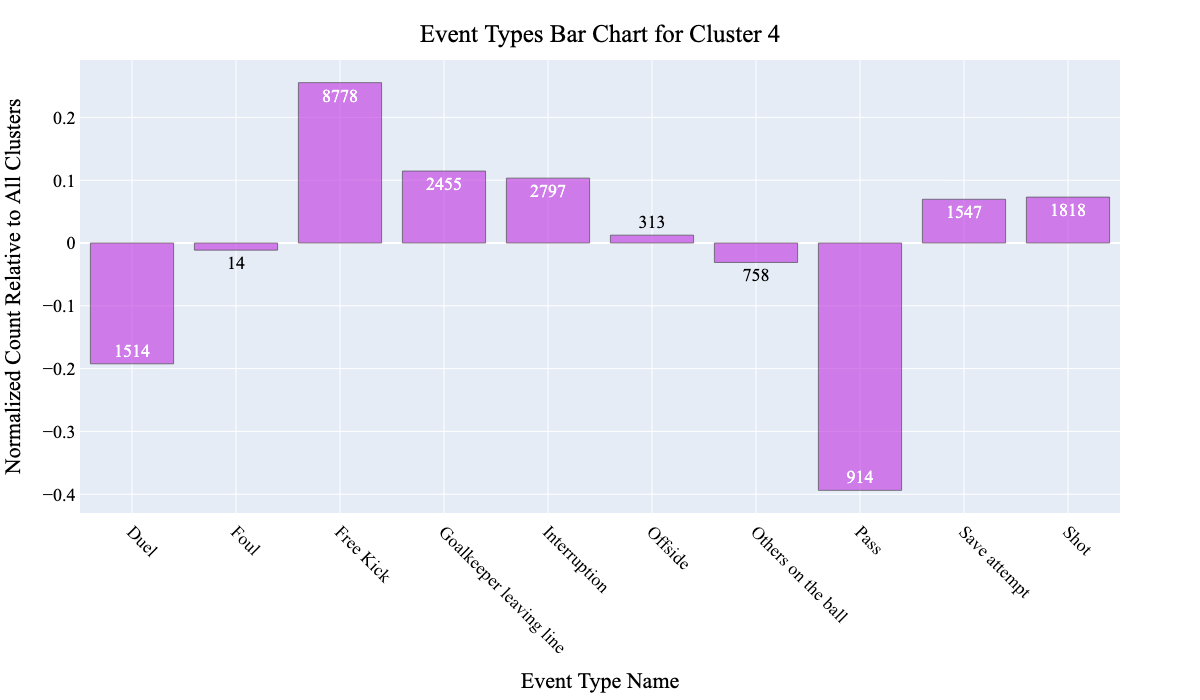 Event Types Bar Chart for Cluster 4
Normalized Count Relative to All Clusters
0.2
0.1
0
−0.1
−0.2
−0.3
−0.4
1514
14
8778
2455
2797
313
758
914
1547
1818
Duel
Foul
Free Kick
Goalkeeper leaving line
Interruption
Offside
Others on the ball
Pass
Save attempt
Shot
Event Type Name